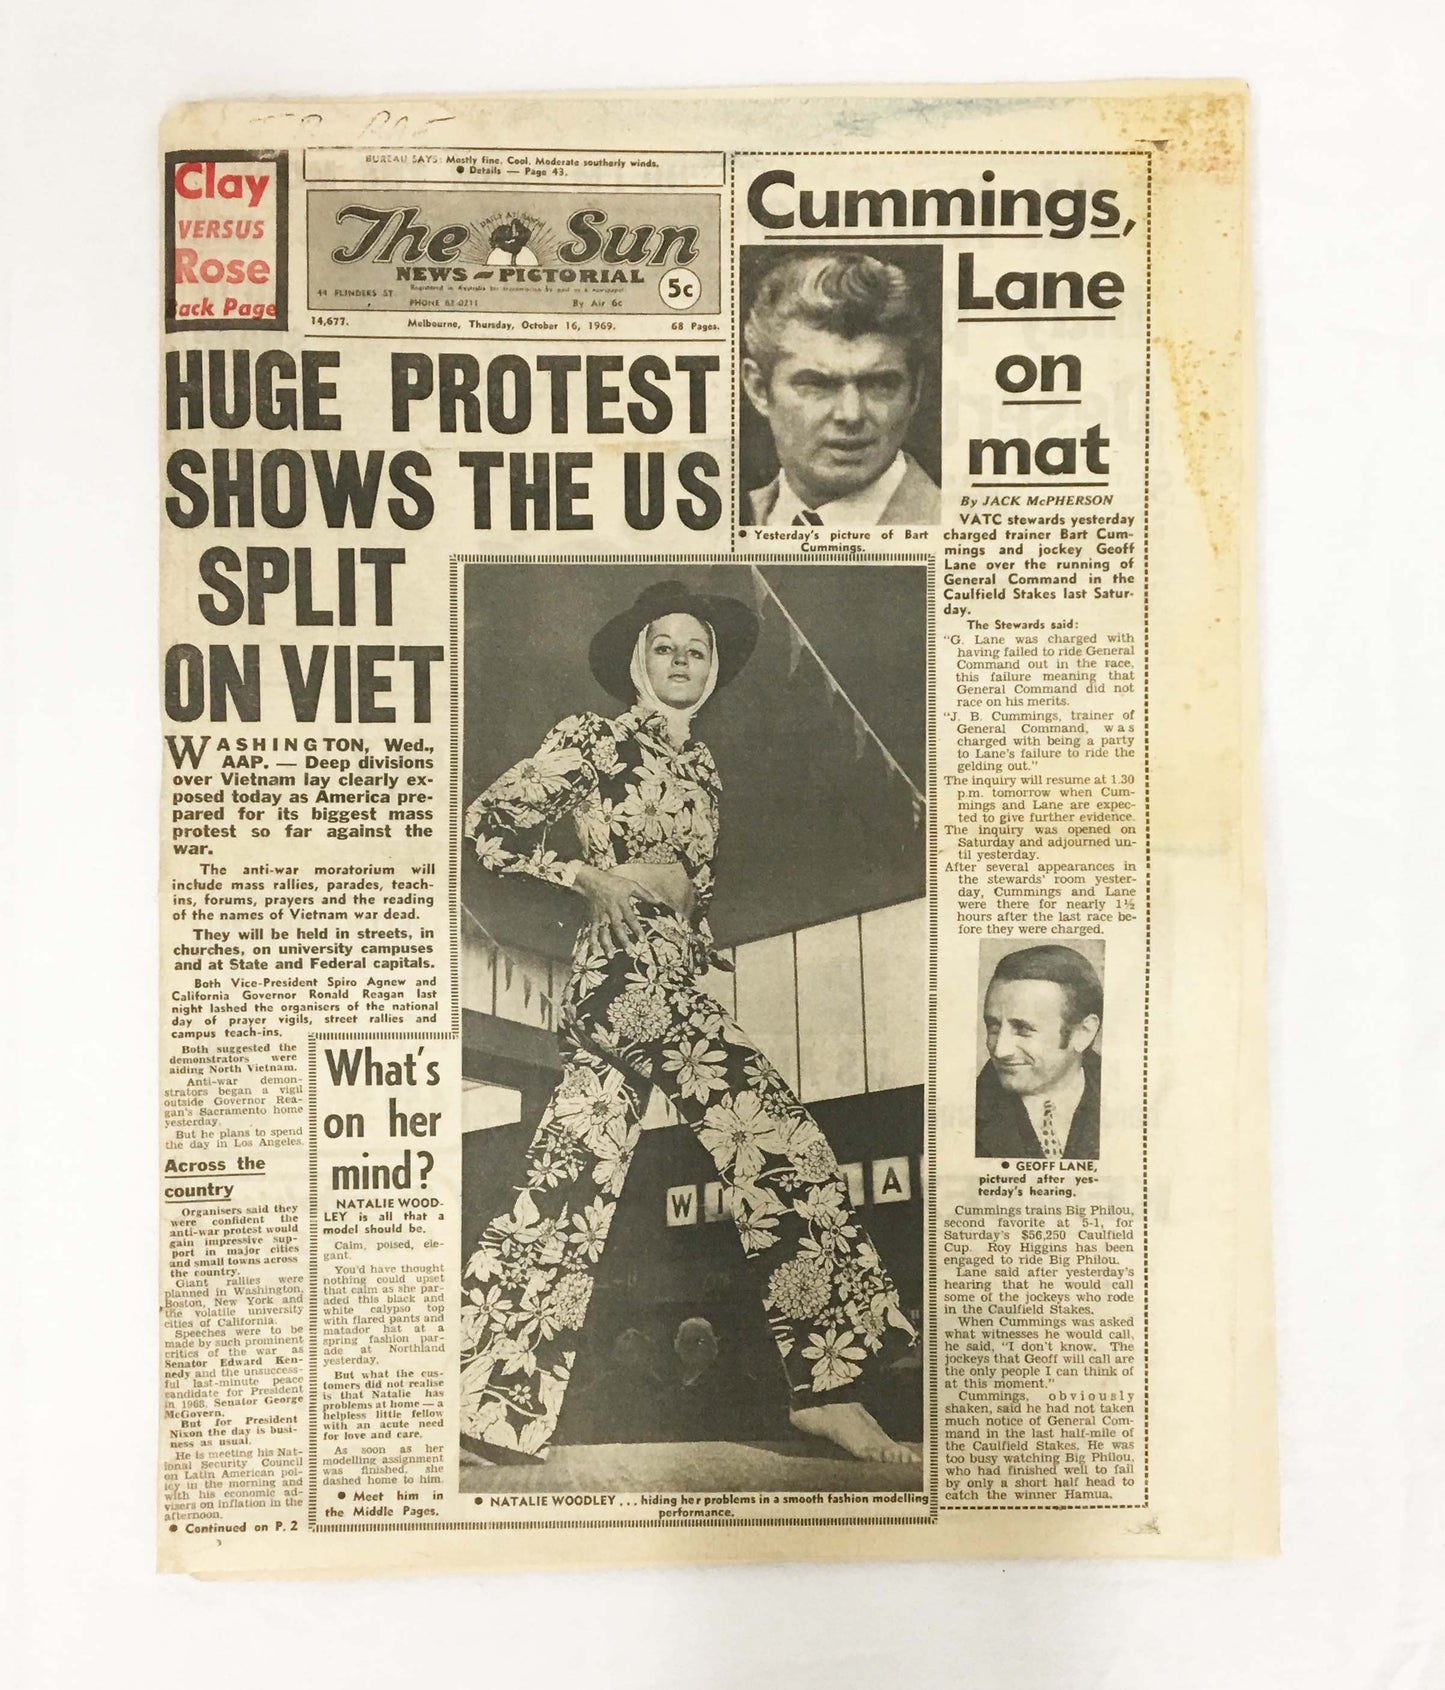 Clay
VERSUS
Rose
Back Page
BUREAU SAYS: Mostly fine. Cool. Moderate southerly winds.
● Details — Page 43.
The Sun
NEWS - PICTORIAL
44 FLINDERS ST.
PHONE 63 0211
By Air 6c
5c
14,677.
Melbourne, Thursday, October 16, 1969.
68 Pages.
HUGE PROTEST
SHOWS THE US
SPLIT
ON VIET
WASHINGTON, Wed.,
AAP. — Deep divisions
over Vietnam lay clearly ex-
posed today as America pre-
pared for its biggest mass
protest so far against the
war.
The anti-war moratorium will
include mass rallies, parades, teach-
ins, forums, prayers and the reading
of the names of Vietnam war dead.
They will be held in streets, in
churches, on university campuses
and at State and Federal capitals.
Both Vice-President Spiro Agnew and
California Governor Ronald Reagan last
night lashed the organisers of the national
day of prayer vigils, street rallies and
campus teach-ins.
Both suggested the
demonstrators were
aiding North Vietnam.
Anti-war demon-
strators began a vigil
outside Governor Rea-
gan's Sacramento home
yesterday.
But he plans to spend
the day in Los Angeles.
Across the
country
Organisers said they
were confident the
anti-war protest would
gain impressive sup-
port in major cities
and small towns across
the country.
Giant rallies were
planned in Washington,
Boston, New York and
the volatile university
cities of California.
Speeches were to be
made by such prominent
critics of the war as
Senator Edward Ken-
nedy and the unsuccess-
ful last-minute peace
candidate for President
in 1968, Senator George
McGovern.
But for President
Nixon the day is busi-
ness as usual.
He is meeting his Nat-
ional Security Council
on Latin American pol-
icy in the morning and
with his economic ad-
visers on inflation in the
afternoon.
● Continued on P. 2
What's
on her
mind?
NATALIE WOOD-
LEY is all that a
model should be.
Calm, poised, ele-
gant.
You'd have thought
nothing could upset
that calm as she par-
aded this black and
white calypso top
with flared pants and
matador hat at a
spring fashion par-
ade at Northland
yesterday.
But what the cus-
tomers did not realise
is that Natalie has
problems at home — a
helpless little fellow
with an acute need
for love and care.
As soon as her
modelling assignment
was finished, she
dashed home to him.
● Meet him in
the Middle Pages.
W I
A
● NATALIE WOODLEY . . . hiding her problems in a smooth fashion modelling
performance.
Cummings,
Lane
on
mat
● Yesterday's picture of Bart
Cummings.
By JACK McPHERSON
VATC stewards yesterday
charged trainer Bart Cum-
mings and jockey Geoff
Lane over the running of
General Command in the
Caulfield Stakes last Satur-
day.
The Stewards said:
"G. Lane was charged with
having failed to ride General
Command out in the race,
this failure meaning that
General Command did not
race on his merits.
"J. B. Cummings, trainer of
General Command, was
charged with being a party
to Lane's failure to ride the
gelding out."
The inquiry will resume at 1.30
p.m. tomorrow when Cum-
mings and Lane are expec-
ted to give further evidence.
The inquiry was opened on
Saturday and adjourned un-
til yesterday.
After several appearances in
the stewards' room yester-
day, Cummings and Lane
were there for nearly 1½
hours after the last race be-
fore they were charged.
● GEOFF LANE,
pictured after yes-
terday's hearing.
Cummings trains Big Philou,
second favorite at 5-1, for
Saturday's $56,250 Caulfield
Cup. Roy Higgins has been
engaged to ride Big Philou.
Lane said after yesterday's
hearing that he would call
some of the jockeys who rode
in the Caulfield Stakes.
When Cummings was asked
what witnesses he would call,
he said, "I don't know. The
jockeys that Geoff will call are
the only people I can think of
at this moment."
Cummings, obviously
shaken, said he had not taken
much notice of General Com-
mand in the last half-mile of
the Caulfield Stakes. He was
too busy watching Big Philou,
who had finished well to fail
by only a short half head to
catch the winner Hamua.